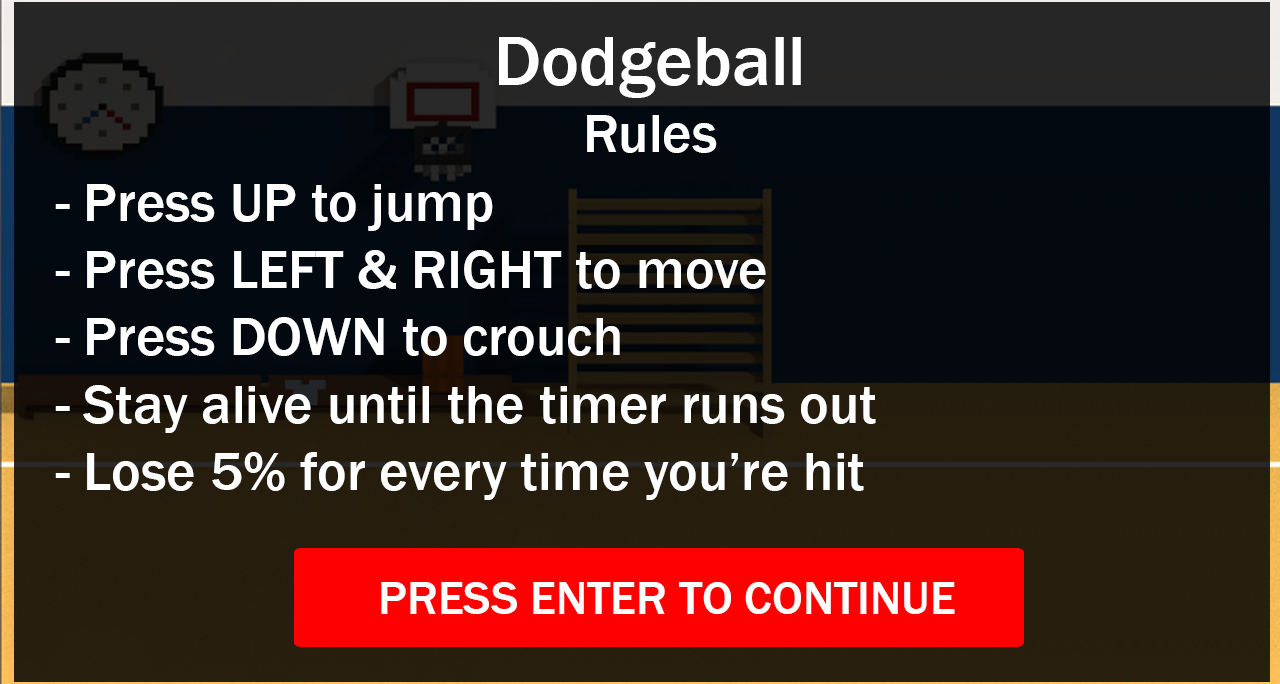 Dodgeball
Rules
- Press UP to jump
- Press LEFT & RIGHT to move
- Press DOWN to crouch
- Stay alive until the timer runs out
- Lose 5% for every time you’re hit
PRESS ENTER TO CONTINUE